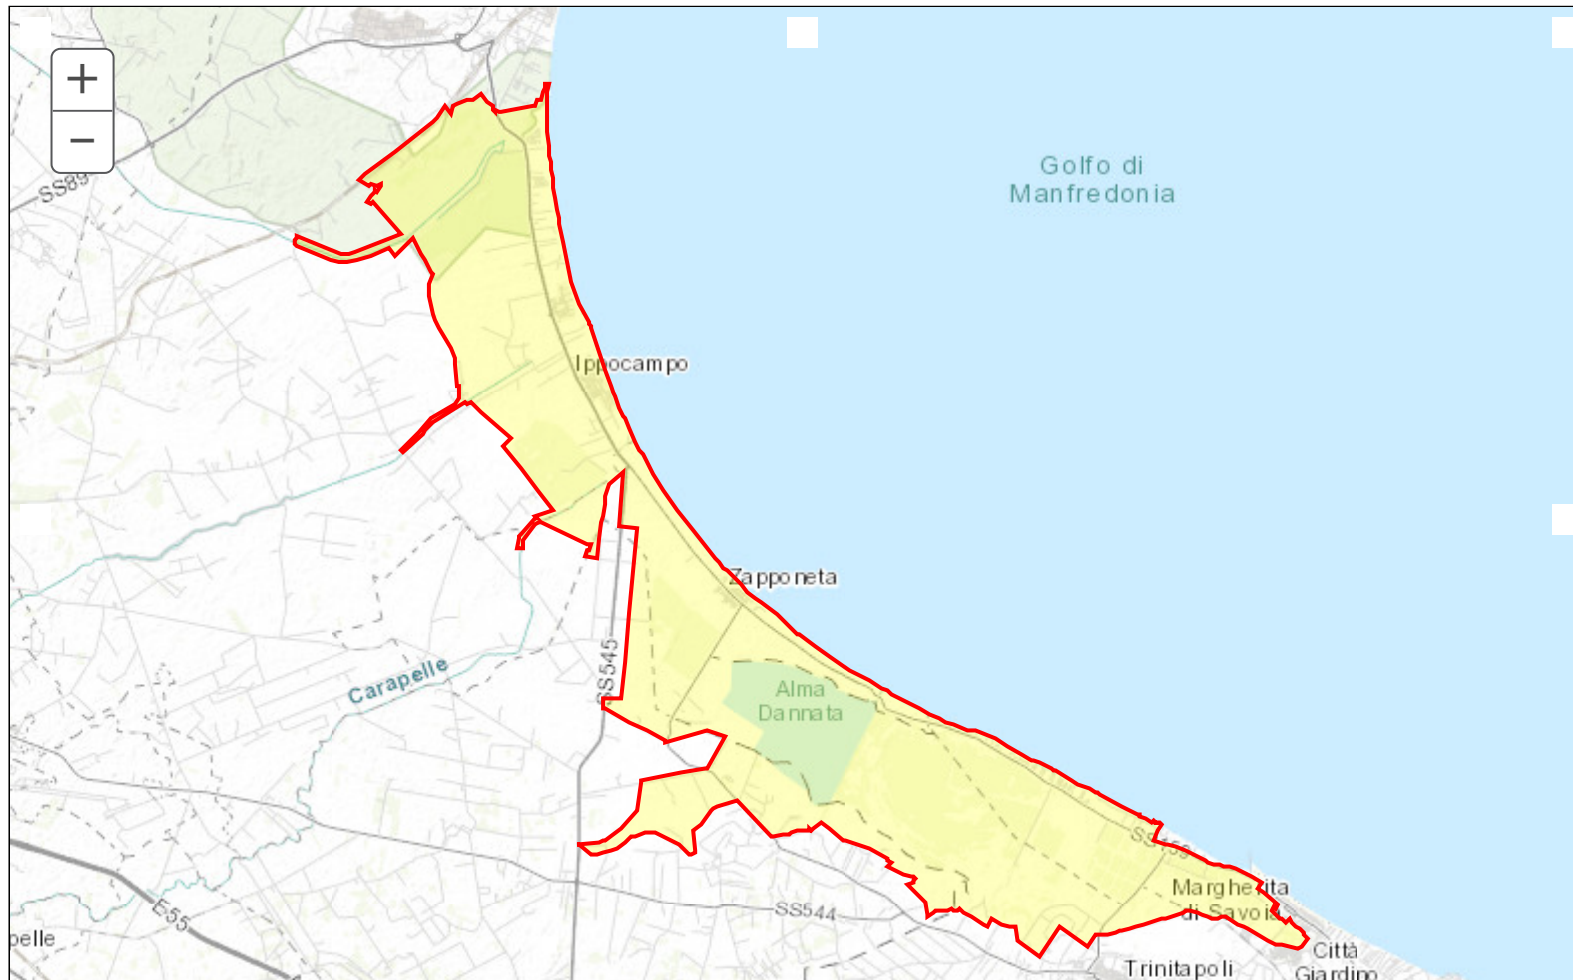 +
−
SS89
Golfo di
Manfredonia
Ippocampo
Zapponeta
SS545
Carapelle
Alma
Dannata
SS159
Margherita
di Savoia
SS544
E55
pelle
Città
Giardino
Trinitapoli